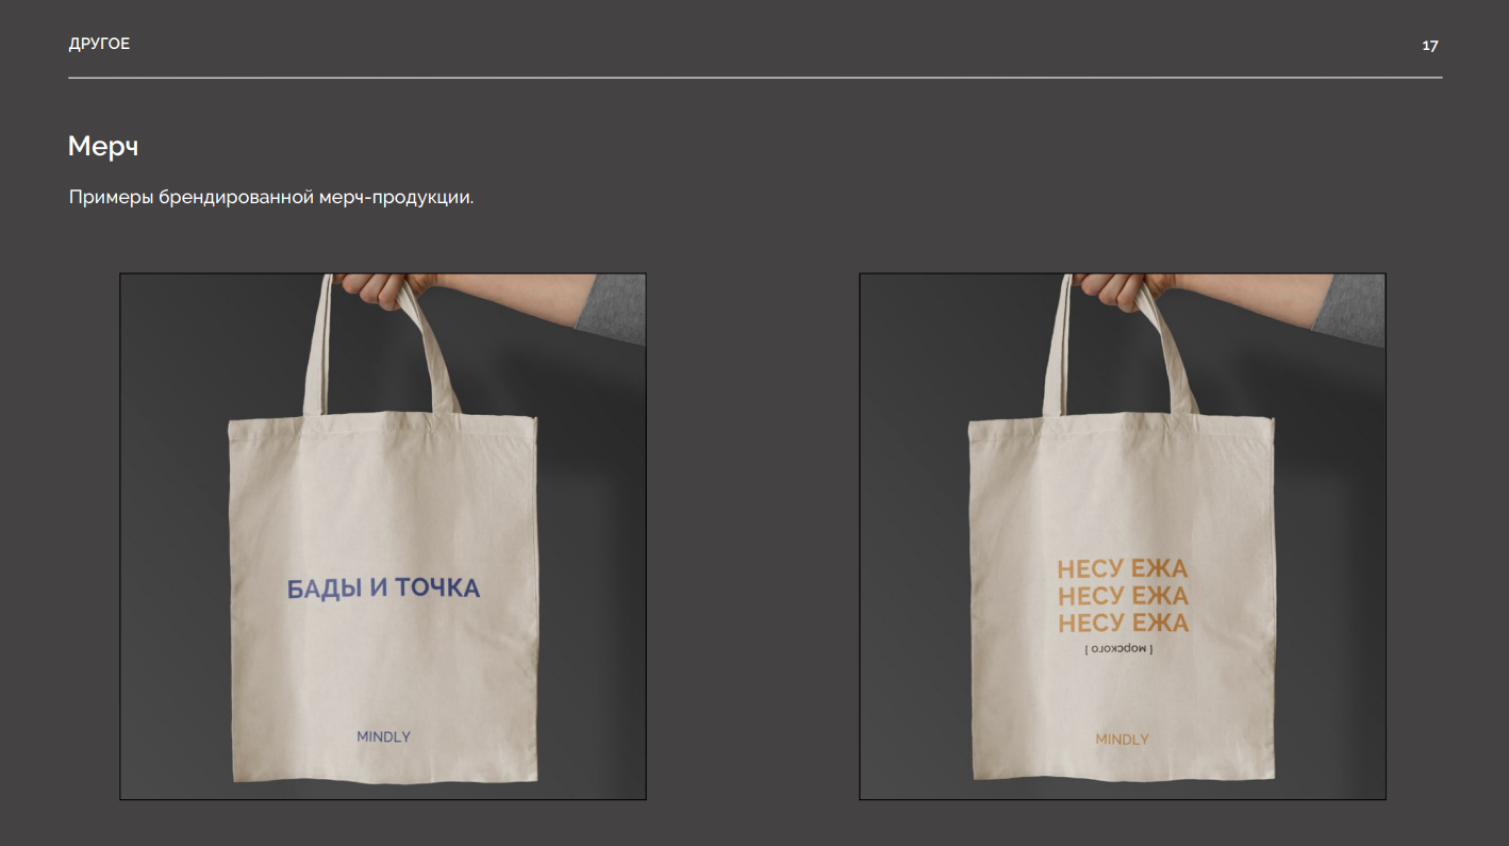 ДРУГОЕ
17
Мерч
Примеры брендированной мерч-продукции.
БАДЫ И ТОЧКА
MINDLY
НЕСУ ЕЖА
НЕСУ ЕЖА
НЕСУ ЕЖА
[ морского ]
MINDLY